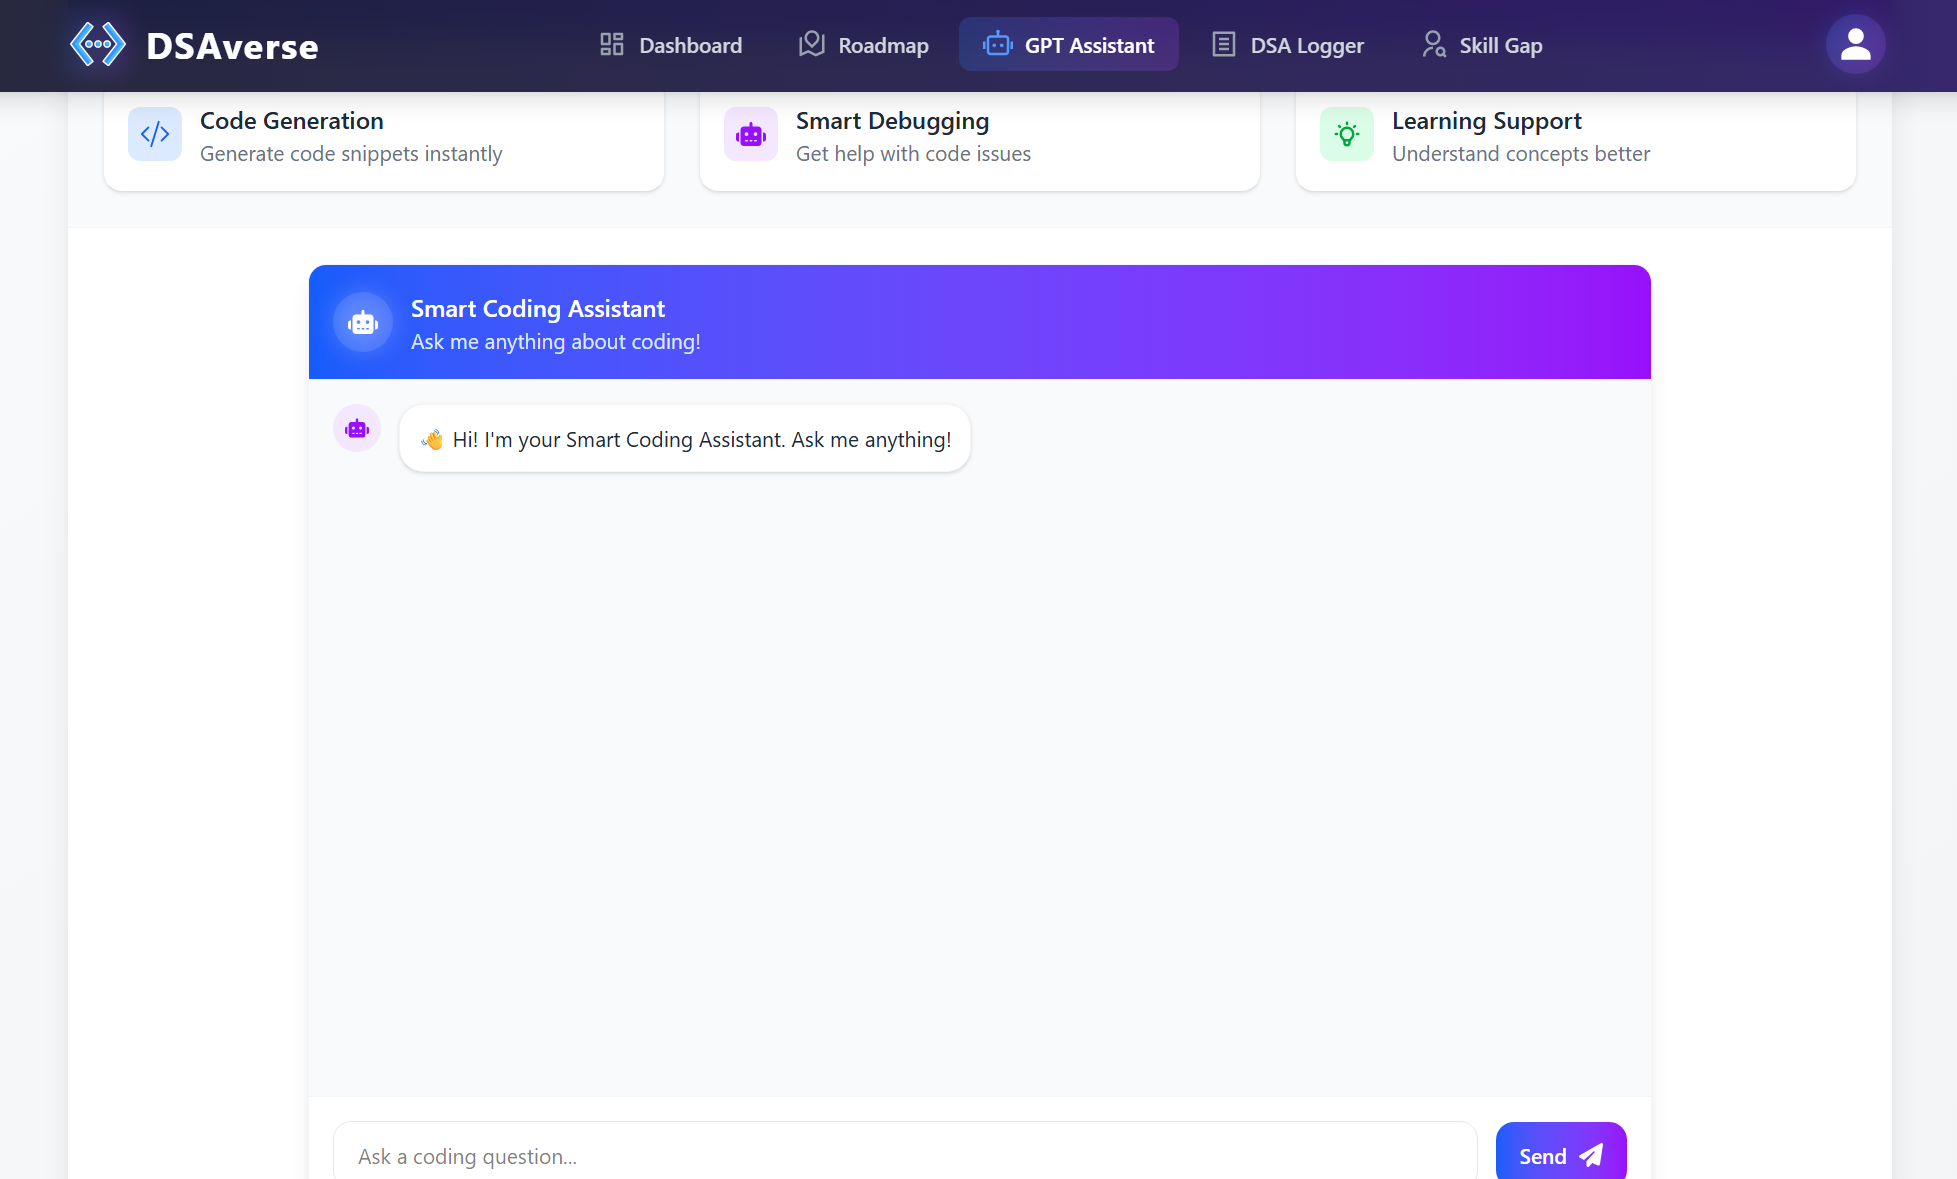 DSAverse
Dashboard
Roadmap
GPT Assistant
DSA Logger
Skill Gap
Code Generation
Generate code snippets instantly
Smart Debugging
Get help with code issues
Learning Support
Understand concepts better
Smart Coding Assistant
Ask me anything about coding!
👋 Hi! I'm your Smart Coding Assistant. Ask me anything!
Ask a coding question...
Send